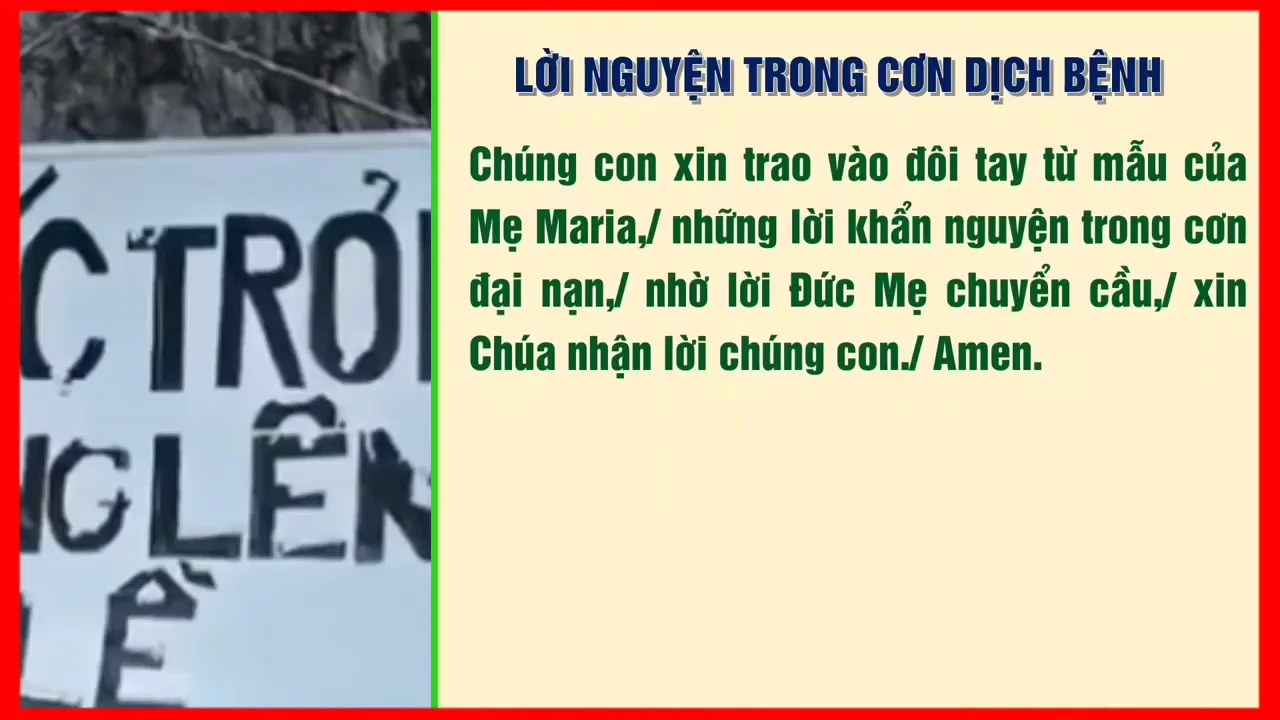 LỜI NGUYỆN TRONG CƠN DỊCH BỆNH
Chúng con xin trao vào đôi tay từ mẫu của
Mẹ Maria,/ những lời khẩn nguyện trong cơn
đại nạn,/ nhờ lời Đức Mẹ chuyển cầu,/ xin
Chúa nhận lời chúng con./ Amen.
LÊN